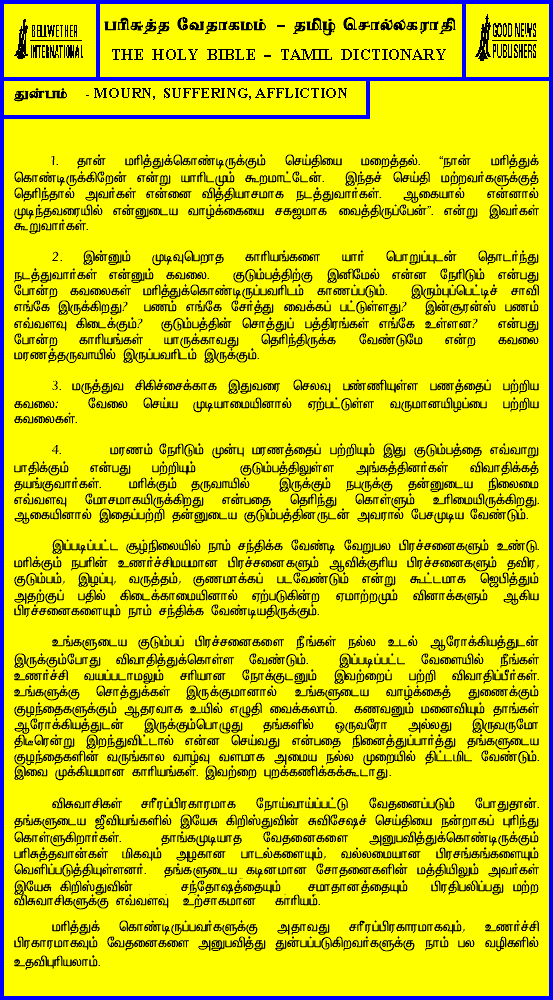 BELLWETHER
INTERNATIONAL
பரிசுத்த வேதாகமம் – தமிழ் சொல்லகராதி
THE HOLY BIBLE – TAMIL DICTIONARY
GOOD NEWS
PUBLISHERS
துன்பம் - MOURN, SUFFERING, AFFLICTION
1. தான் மரித்துக்கொண்டிருக்கும் செய்தியை மறைத்தல். “நான் மரித்துக்
கொண்டிருக்கிறேன் என்று யாரிடமும் கூறமாட்டேன். இந்தச் செய்தி மற்றவர்களுக்குத்
தெரிந்தால் அவர்கள் என்னை வித்தியாசமாக நடத்துவார்கள். ஆகையால் என்னால்
முடிந்தவரையில் என்னுடைய வாழ்க்கையை சகஜமாக வைத்திருப்பேன்”. என்று இவர்கள்
கூறுவார்கள்.
2. இன்னும் முடிவுபெறாத காரியங்களை யார் பொறுப்புடன் தொடர்ந்து
நடத்துவார்கள் என்னும் கவலை. குடும்பத்திற்கு இனிமேல் என்ன நேரிடும் என்பது
போன்ற கவலைகள் மரித்துக்கொண்டிருப்பவரிடம் காணப்படும். இரும்புப்பெட்டிச் சாவி
எங்கே இருக்கிறது? பணம் எங்கே சேர்த்து வைக்கப் பட்டுள்ளது? இன்சூரன்ஸ் பணம்
எவ்வளவு கிடைக்கும்? குடும்பத்தின் சொத்துப் பத்திரங்கள் எங்கே உள்ளன? என்பது
போன்ற காரியங்கள் யாருக்காவது தெரிந்திருக்க வேண்டுமே என்ற கவலை
மரணத்தருவாயில் இருப்பவரிடம் இருக்கும்.
3. மருத்துவ சிகிச்சைக்காக இதுவரை செலவு பண்ணியுள்ள பணத்தைப் பற்றிய
கவலை; வேலை செய்ய முடியாமையினால் ஏற்பட்டுள்ள வருமானயிழப்பை பற்றிய
கவலைகள்.
4. மரணம் நேரிடும் முன்பு மரணத்தைப் பற்றியும் இது குடும்பத்தை எவ்வாறு
பாதிக்கும் என்பது பற்றியும் குடும்பத்திலுள்ள அங்கத்தினர்கள் விவாதிக்கத்
தயங்குவார்கள். மரிக்கும் தருவாயில் இருக்கும் நபருக்கு தன்னுடைய நிலைமை
எவ்வளவு மோசமாகயிருக்கிறது என்பதை தெரிந்து கொள்ளும் உரிமையிருக்கிறது.
ஆகையினால் இதைப்பற்றி தன்னுடைய குடும்பத்தினருடன் அவரால் பேசமுடிய வேண்டும்.
இப்படிப்பட்ட சூழ்நிலையில் நாம் சந்திக்க வேண்டி வேறுபல பிரச்சனைகளும் உண்டு.
மரிக்கும் நபரின் உணர்ச்சிமயமான பிரச்சனைகளும் ஆவிக்குரிய பிரச்சனைகளும் தவிர,
குடும்பம், இழப்பு, வருத்தம், குணமாக்கப் படவேண்டும் என்று கூட்டமாக ஜெபித்தும்
அதற்குப் பதில் கிடைக்காமையினால் ஏற்படுகின்ற ஏமாற்றமும் வினாக்களும் ஆகிய
பிரச்சனைகளையும் நாம் சந்திக்க வேண்டியதிருக்கும்.
உங்களுடைய குடும்பப் பிரச்சனைகளை நீங்கள் நல்ல உடல் ஆரோக்கியத்துடன்
இருக்கும்போது விவாதித்துக்கொள்ள வேண்டும். இப்படிப்பட்ட வேளையில் நீங்கள்
உணர்ச்சி வயப்படாமலும் சரியான நோக்குடனும் இவற்றைப் பற்றி விவாதிப்பீர்கள்.
உங்களுக்கு சொத்துக்கள் இருக்குமானால் உங்களுடைய வாழ்க்கைத் துணைக்கும்
குழந்தைகளுக்கும் ஆதரவாக உயில் எழுதி வைக்கலாம். கணவனும் மனைவியும் தாங்கள்
ஆரோக்கியத்துடன் இருக்கும்பொழுது தங்களில் ஒருவரோ அல்லது இருவருமோ
திடீரென்று இறந்துவிட்டால் என்ன செய்வது என்பதை நினைத்துப்பார்த்து தங்களுடைய
குழந்தைகளின் வருங்கால வாழ்வு வளமாக அமைய நல்ல முறையில் திட்டமிட வேண்டும்.
இவை முக்கியமான காரியங்கள். இவற்றை புறக்கணிக்கக்கூடாது.
விசுவாசிகள் சரீரப்பிரகாரமாக நோய்வாய்ப்பட்டு வேதனைப்படும் போதுதான்.
தங்களுடைய ஜீவியங்களில் இயேசு கிறிஸ்துவின் சுவிசேஷச் செய்தியை நன்றாகப் புரிந்து
கொள்ளுகிறார்கள். தாங்கமுடியாத வேதனைகளை அனுபவித்துக்கொண்டிருக்கும்
பரிசுத்தவான்கள் மிகவும் அழகான பாடல்களையும், வல்லமையான பிரசங்கங்களையும்
வெளிப்படுத்தியுள்ளனர். தங்களுடைய கடினமான சோதனைகளின் மத்தியிலும் அவர்கள்
இயேசு கிறிஸ்துவின் சந்தோஷத்தையும் சமாதானத்தையும் பிரதிபலிப்பது மற்ற
விசுவாசிகளுக்கு எவ்வளவு உற்சாகமான காரியம்.
மரித்துக் கொண்டிருப்பவர்களுக்கு அதாவது சரீரப்பிரகாரமாகவும், உணர்ச்சி
பிரகாரமாகவும் வேதனைகளை அனுபவித்து துன்பப்படுகிறவர்களுக்கு நாம் பல வழிகளில்
உதவிபுரியலாம்.